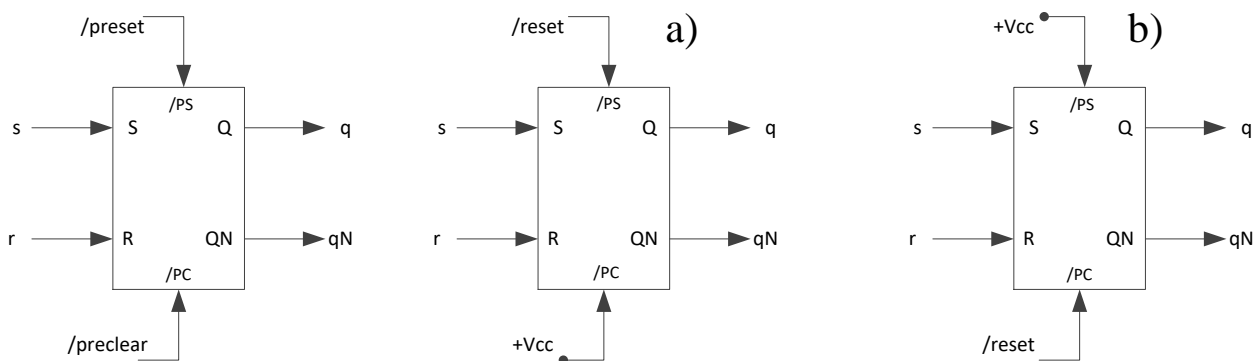 /preset
/PS
s
S
Q
q
r
R
QN
qN
/PC
/preclear
/reset
a)
/PS
s
S
Q
q
r
R
QN
qN
/PC
+Vcc
+Vcc
b)
/PS
s
S
Q
q
r
R
QN
qN
/PC
/reset